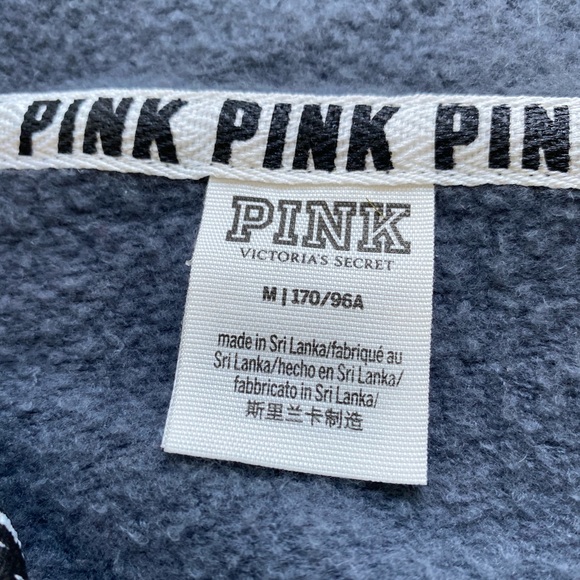 PINK PINK PIN
PINK
VICTORIA'S SECRET
M | 170/96A
made in Sri Lanka/fabriqué au
Sri Lanka/hecho en Sri Lanka/
fabbricato in Sri Lanka/
斯里兰卡制造